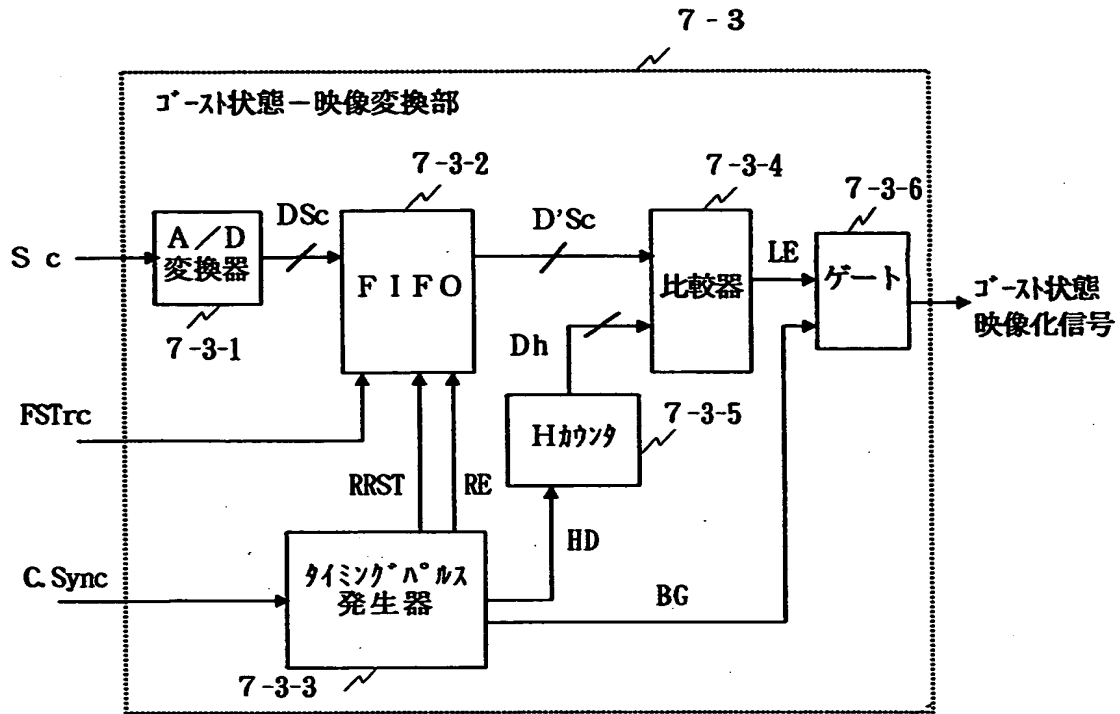 7-3
ゴースト状態-映像変換部
7-3-2
7-3-4
7-3-6
Sc
A/D
変換器
DSc
FIFO
D'Sc
比較器
LE
ゲート
ゴースト状態
映像化信号
7-3-1
Dh
FSTrc
Hカウンタ
7-3-5
RRST
RE
HD
C.Sync
タイミングパルス
発生器
BG
7-3-3